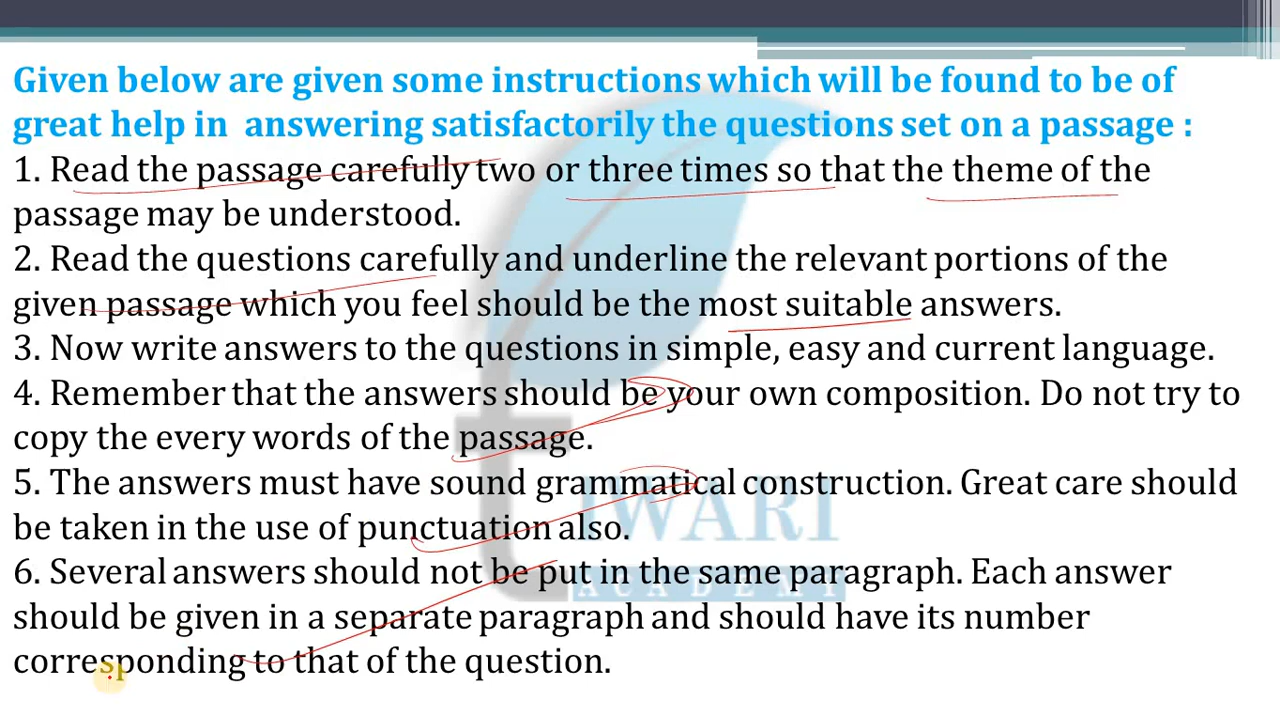 Given below are given some instructions which will be found to be of
great help in answering satisfactorily the questions set on a passage :
1. Read the passage carefully two or three times so that the theme of the
passage may be understood.
2. Read the questions carefully and underline the relevant portions of the
given passage which you feel should be the most suitable answers.
3. Now write answers to the questions in simple, easy and current language.
4. Remember that the answers should be your own composition. Do not try to
copy the every words of the passage.
5. The answers must have sound grammatical construction. Great care should
be taken in the use of punctuation also.
6. Several answers should not be put in the same paragraph. Each answer
should be given in a separate paragraph and should have its number
corresponding to that of the question.
tIWARI
ACADEMY